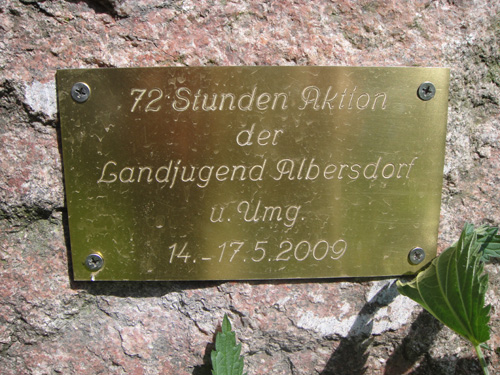 72 Stunden Aktion
der
Landjugend Albersdorf
u. Umg.
14.-17.5.2009